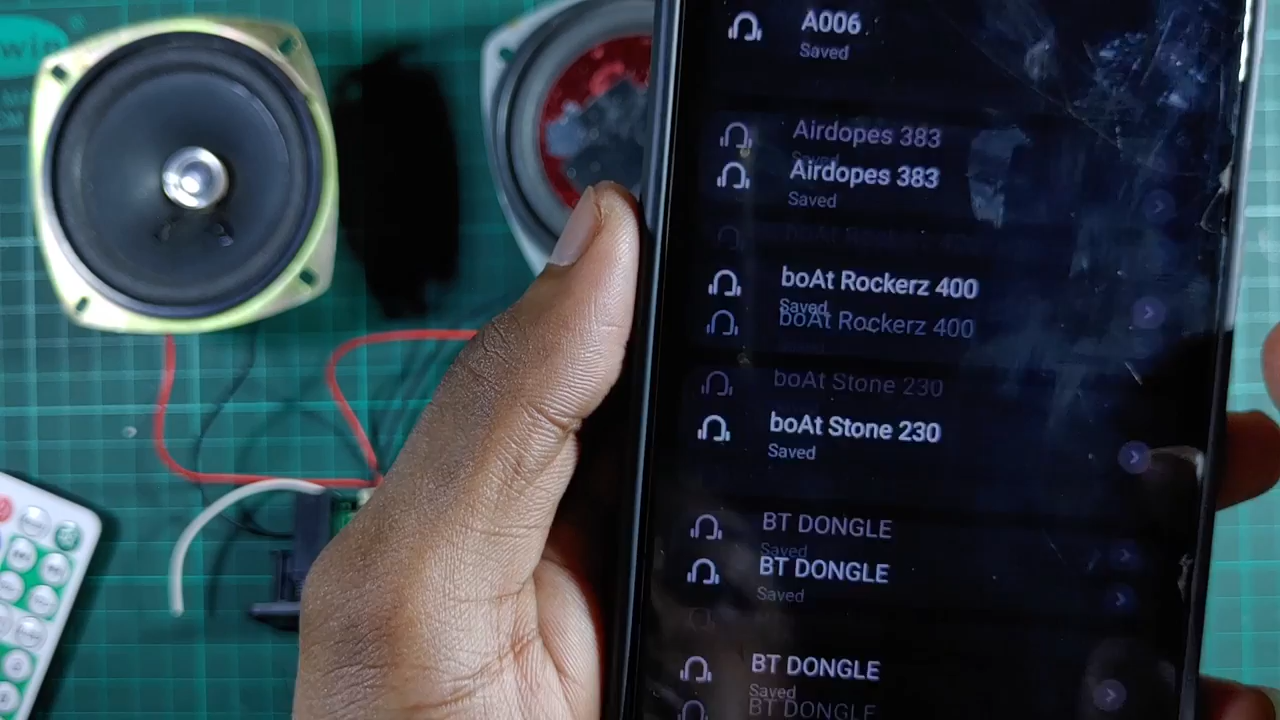 A006
Saved
Airdopes 383
Airdopes 383
Saved
boAt Rockerz 400
Saved
boAt Rockerz 400
boAt Stone 230
boAt Stone 230
Saved
BT DONGLE
Saved
BT DONGLE
Saved
BT DONGLE
Saved
BT DONGLE